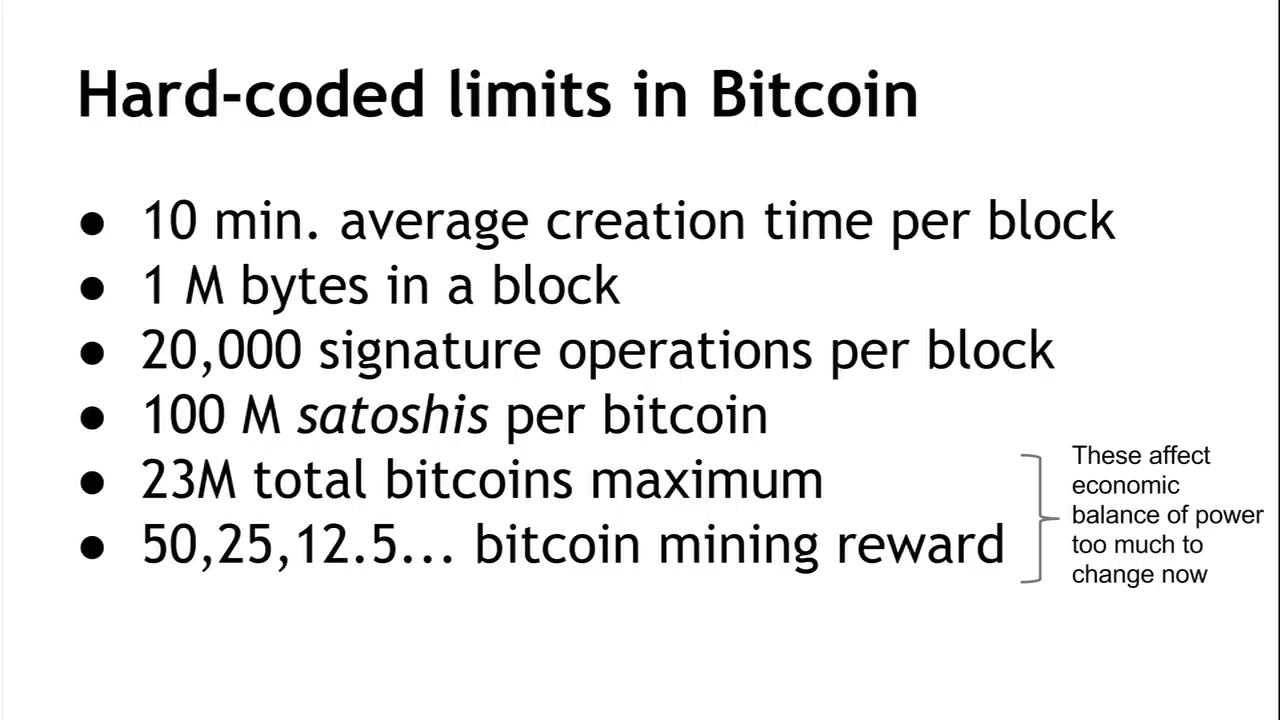 Hard-coded limits in Bitcoin
● 10 min. average creation time per block
● 1 M bytes in a block
● 20,000 signature operations per block
● 100 M satoshis per bitcoin
● 23M total bitcoins maximum
● 50,25,12.5... bitcoin mining reward
These affect
economic
balance of power
too much to
change now